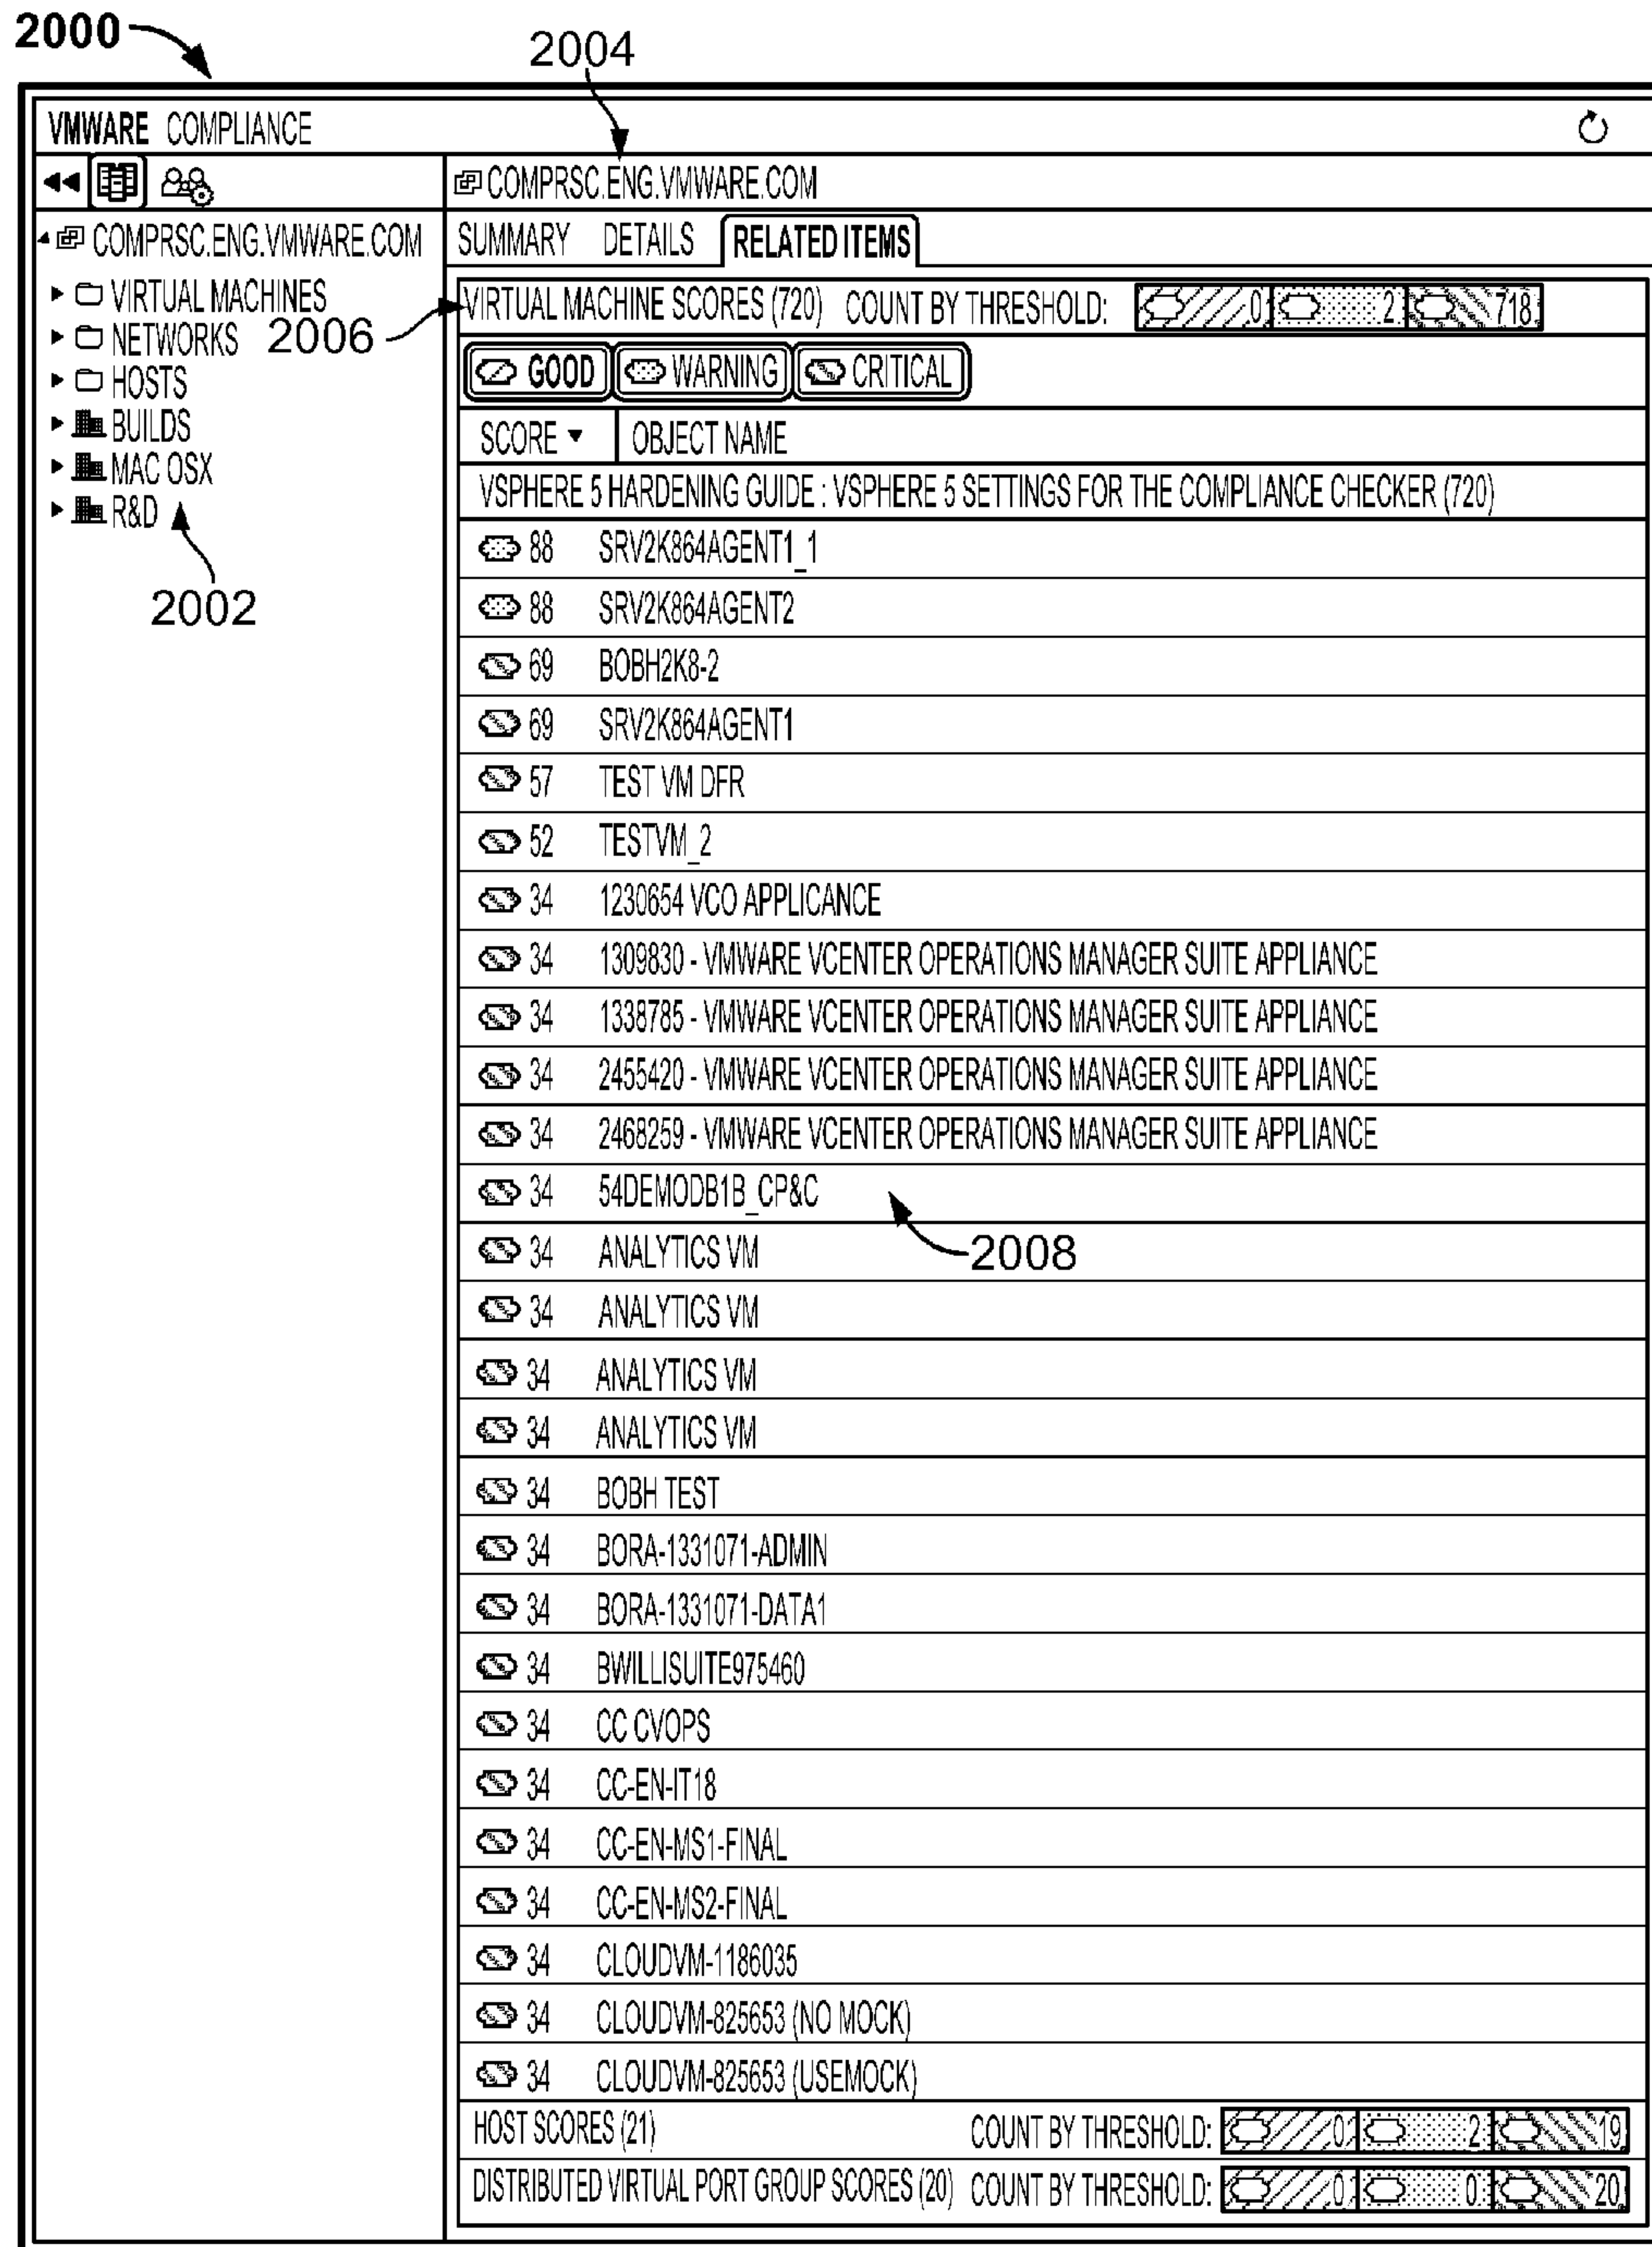 2000
2004
VMWARE COMPLIANCE
COMPRSC.ENG.VMWARE.COM
COMPRSC.ENG.VMWARE.COM
VIRTUAL MACHINES
NETWORKS
HOSTS
BUILDS
MAC OSX
R&D
2006
2002
SUMMARY DETAILS RELATED ITEMS
VIRTUAL MACHINE SCORES (720) COUNT BY THRESHOLD: 0 2 718
GOOD WARNING CRITICAL
SCORE OBJECT NAME
VSPHERE 5 HARDENING GUIDE : VSPHERE 5 SETTINGS FOR THE COMPLIANCE CHECKER (720)
88 SRV2K864AGENT1_1
88 SRV2K864AGENT2
69 BOBH2K8-2
69 SRV2K864AGENT1
57 TEST VM DFR
52 TESTVM_2
34 1230654 VCO APPLICANCE
34 1309830 - VMWARE VCENTER OPERATIONS MANAGER SUITE APPLIANCE
34 1338785 - VMWARE VCENTER OPERATIONS MANAGER SUITE APPLIANCE
34 2455420 - VMWARE VCENTER OPERATIONS MANAGER SUITE APPLIANCE
34 2468259 - VMWARE VCENTER OPERATIONS MANAGER SUITE APPLIANCE
34 54DEMODB1B_CP&C
2008
34 ANALYTICS VM
34 ANALYTICS VM
34 ANALYTICS VM
34 ANALYTICS VM
34 BOBH TEST
34 BORA-1331071-ADMIN
34 BORA-1331071-DATA1
34 BWILLISUITE975460
34 CC CVOPS
34 CC-EN-IT18
34 CC-EN-MS1-FINAL
34 CC-EN-MS2-FINAL
34 CLOUDVM-1186035
34 CLOUDVM-825653 (NO MOCK)
34 CLOUDVM-825653 (USEMOCK)
HOST SCORES (21) COUNT BY THRESHOLD: 0 2 19
DISTRIBUTED VIRTUAL PORT GROUP SCORES (20) COUNT BY THRESHOLD: 0 0 20